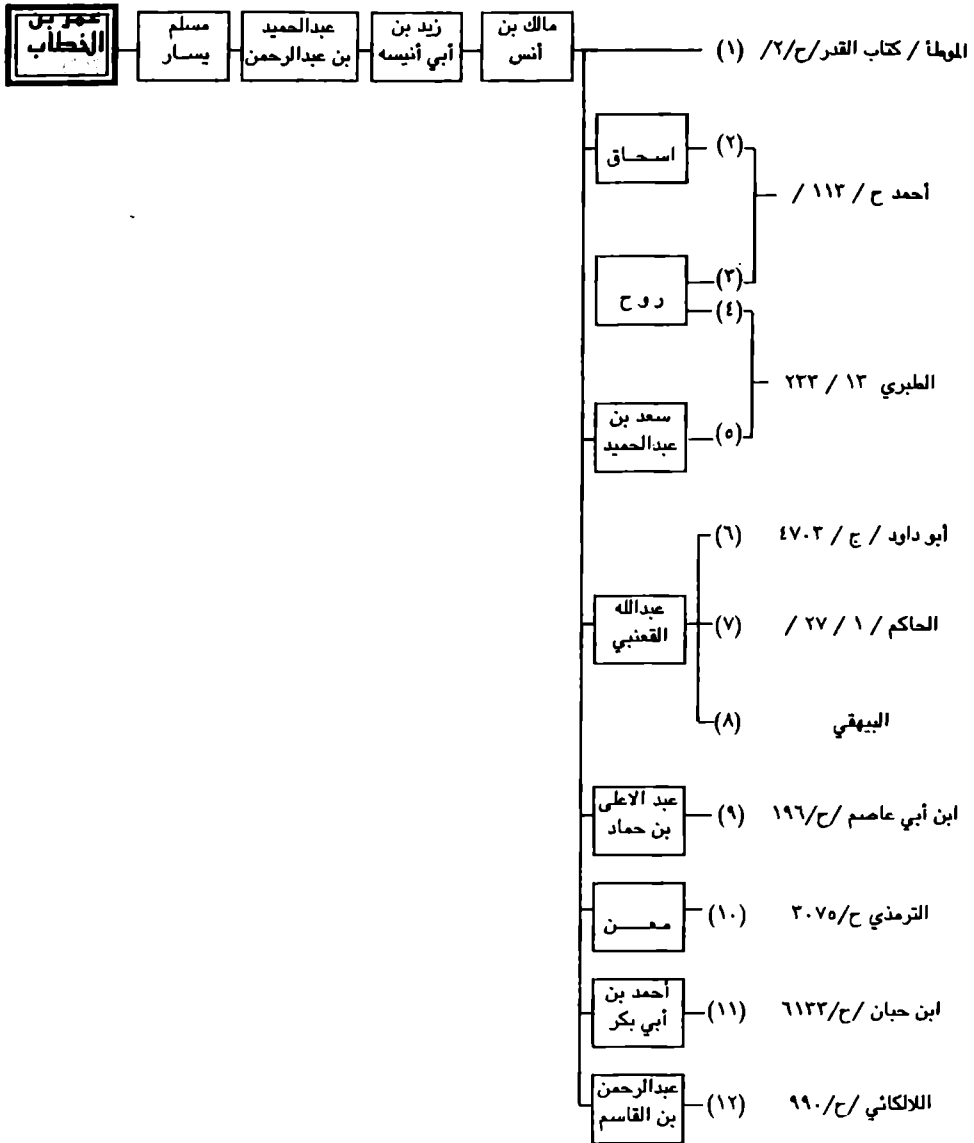 عمر بن
الخطاب
مسلم
يسار
عبدالحميد
بن عبدالرحمن
زيد بن
أبي أنيسه
مالك بن
أنس
(١) الموطأ / كتاب القدر/ح/٢/
اسحاق
(٢)
أحمد ح / ١١٣ /
روح
(٣)
(٤)
الطبري ١٣ / ٢٣٣
سعد بن
عبدالحميد
(٥)
(٦) أبو داود / ج / ٤٧٠٣
عبدالله
القعنبي
(٧) الحاكم / ١ / ٢٧ /
(٨) البيهقي
عبد الاعلى
بن حماد
(٩) ابن أبي عاصم /ح/١٩٦
معن
(١٠) الترمذي ح/٣٠٧٥
أحمد بن
أبي بكر
(١١) ابن حبان /ح/٦١٣٣
عبدالرحمن
بن القاسم
(١٢) اللالكائي /ح/٩٩٠